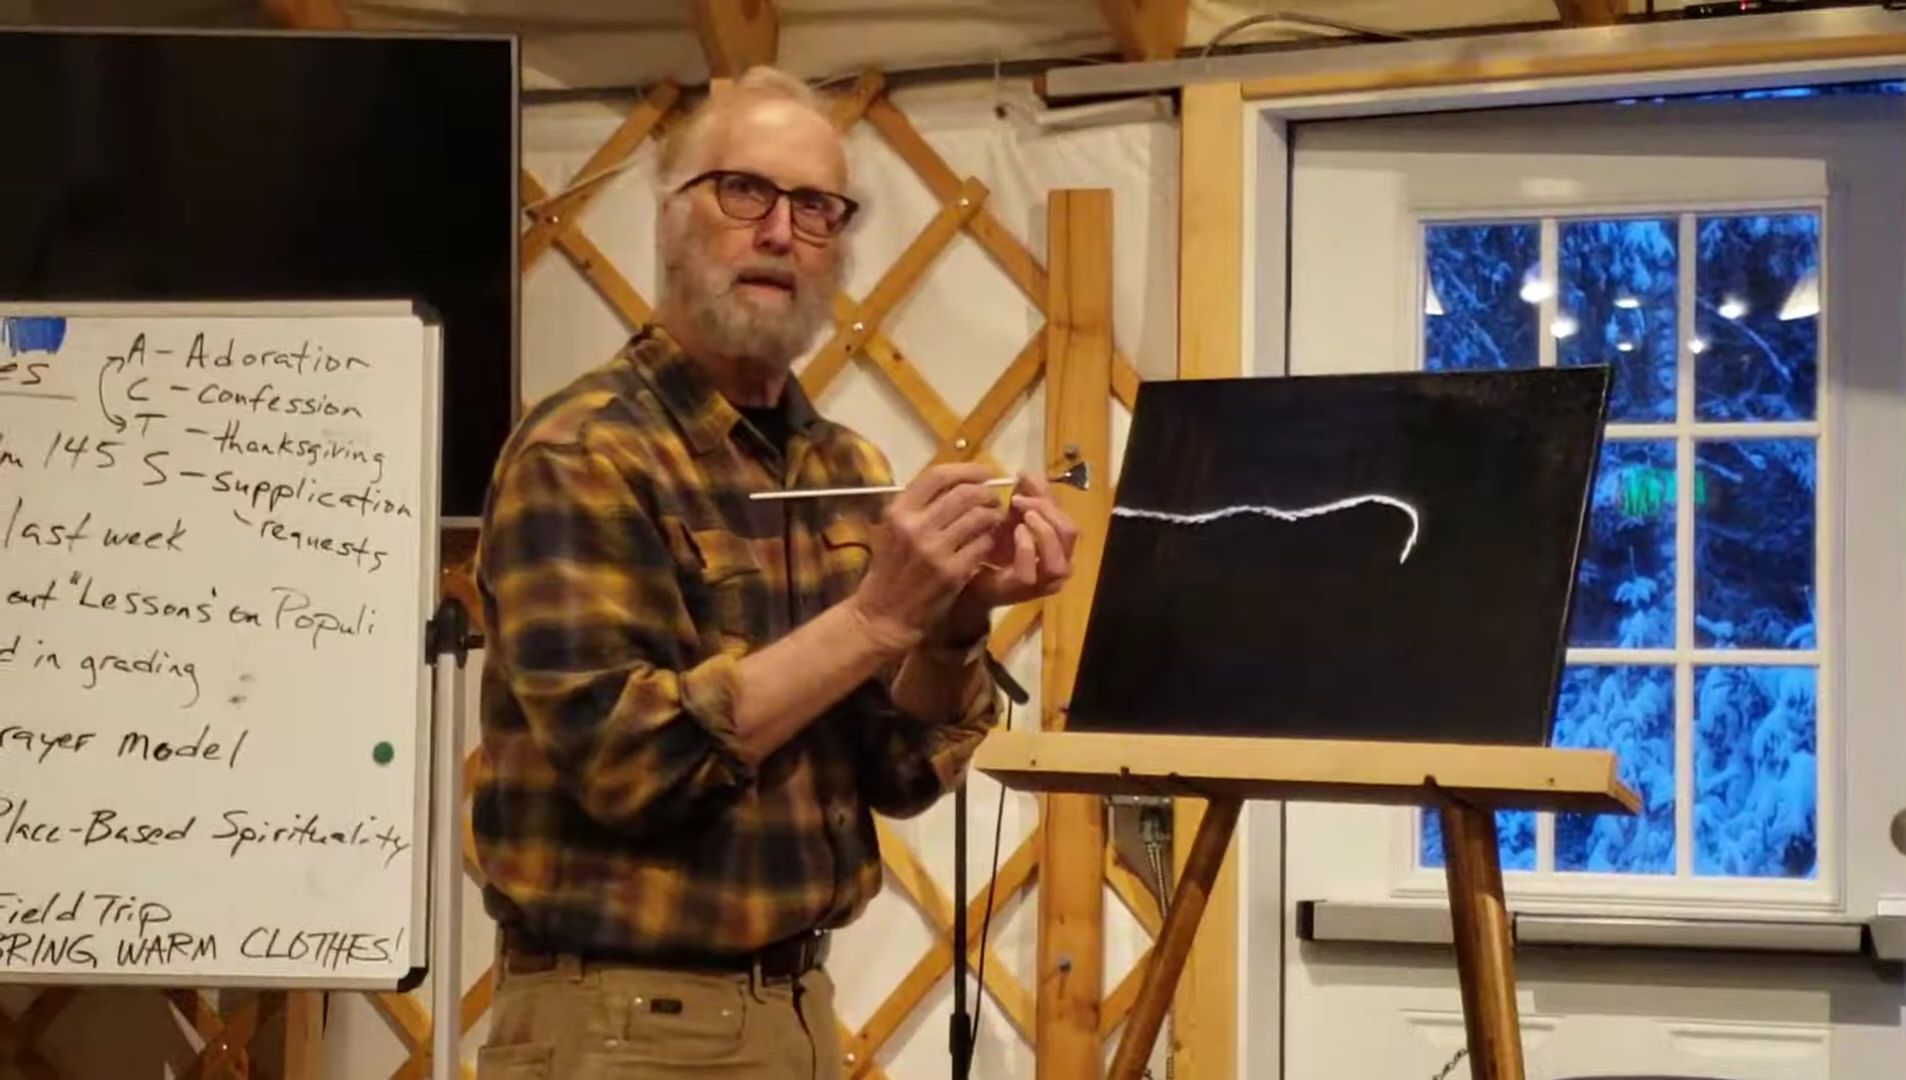 es
A - Adoration
C - confession
T - thanksgiving
m 145
S - supplication
- requests
last week
out "Lessons" on Populi
d in grading
rayer model
Place-Based Spirituality
Field Trip
BRING WARM CLOTHES!